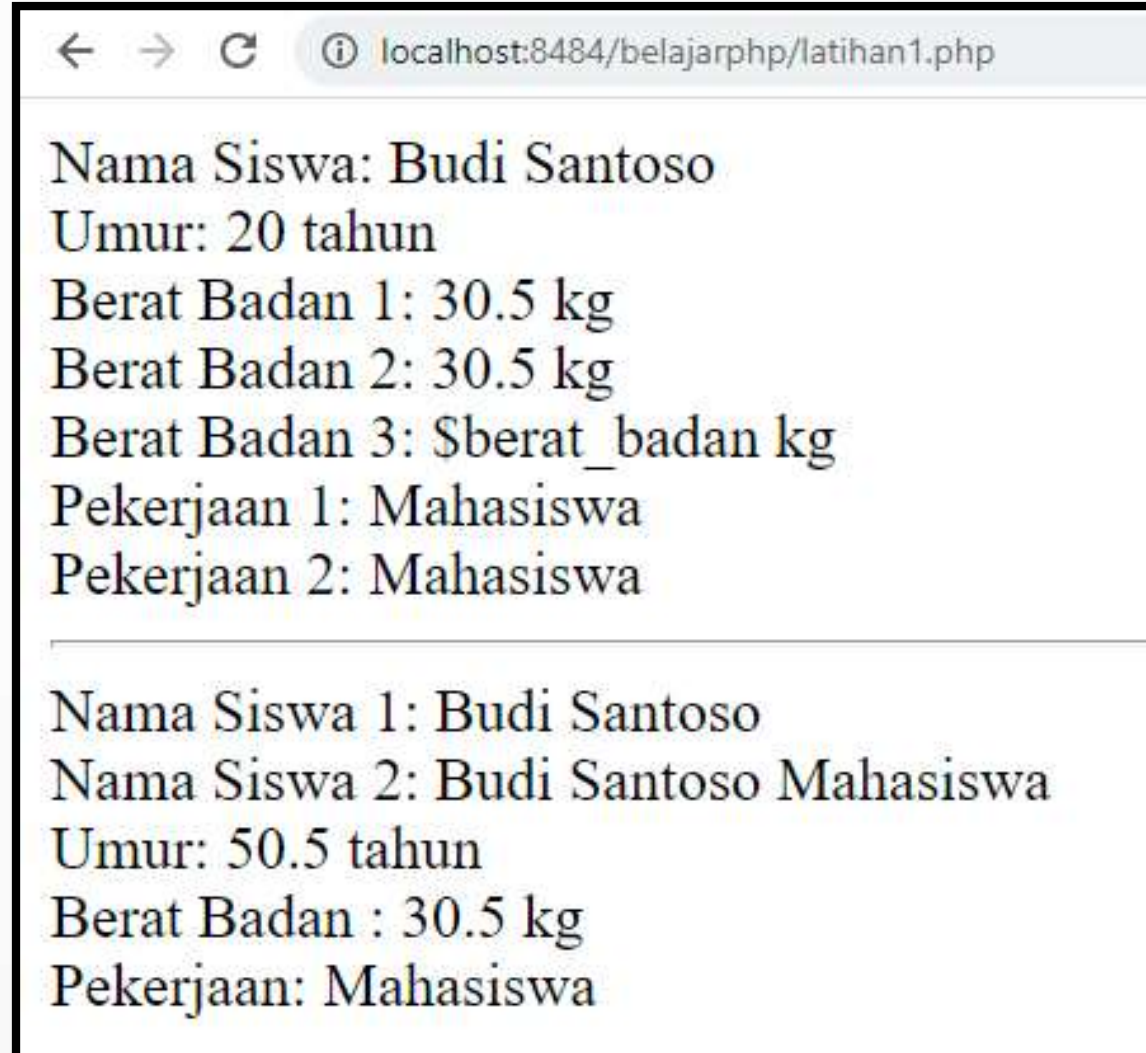 localhost:8484/belajarphp/latihan1.php
Nama Siswa: Budi Santoso
Umur: 20 tahun
Berat Badan 1: 30.5 kg
Berat Badan 2: 30.5 kg
Berat Badan 3: $berat_badan kg
Pekerjaan 1: Mahasiswa
Pekerjaan 2: Mahasiswa
Nama Siswa 1: Budi Santoso
Nama Siswa 2: Budi Santoso Mahasiswa
Umur: 50.5 tahun
Berat Badan : 30.5 kg
Pekerjaan: Mahasiswa